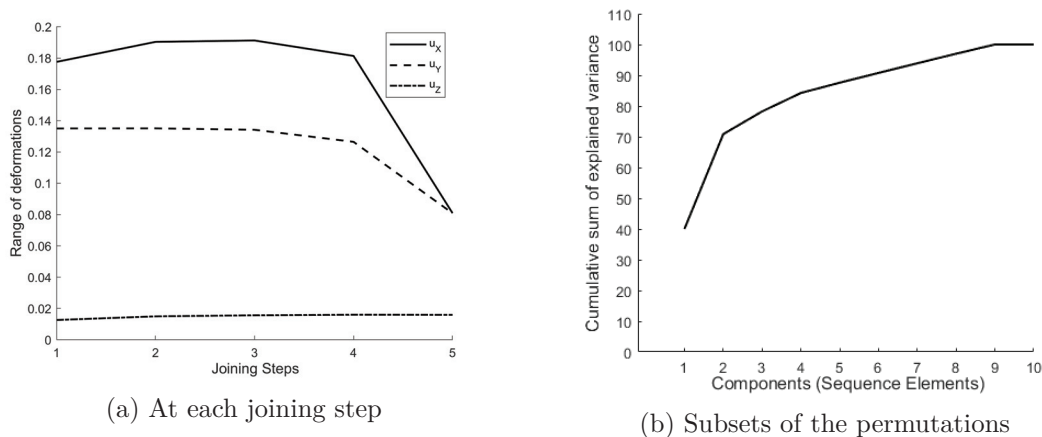 Range of deformations
0.2
0.18
0.16
0.14
0.12
0.1
0.08
0.06
0.04
0.02
0
1
2
3
4
5
Joining Steps
u_X
u_Y
u_Z
(a) At each joining step
Cumulative sum of explained variance
110
100
90
80
70
60
50
40
30
20
10
0
1 2 3 4 5 6 7 8 9 10
Components (Sequence Elements)
(b) Subsets of the permutations